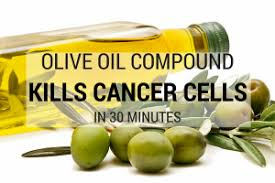 OLIVE OIL COMPOUND
KILLS CANCER CELLS
IN 30 MINUTES